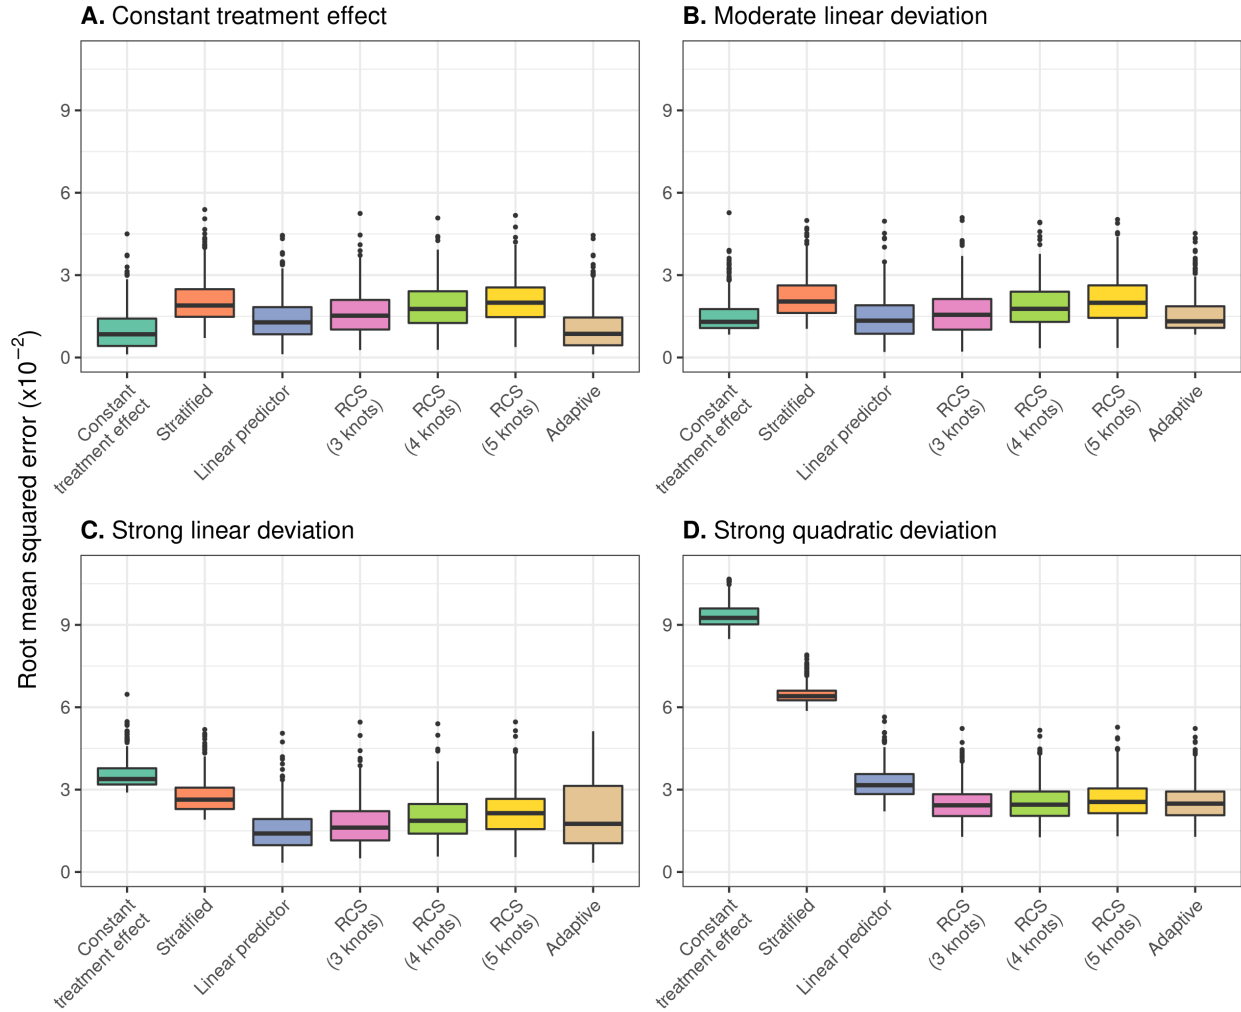 A. Constant treatment effect
9
6
3
0
Constant
treatment effect
Stratified
Linear predictor
RCS
(3 knots)
RCS
(4 knots)
RCS
(5 knots)
Adaptive
B. Moderate linear deviation
9
6
3
0
Constant
treatment effect
Stratified
Linear predictor
RCS
(3 knots)
RCS
(4 knots)
RCS
(5 knots)
Adaptive
Root mean squared error (x10⁻²)
C. Strong linear deviation
9
6
3
0
Constant
treatment effect
Stratified
Linear predictor
RCS
(3 knots)
RCS
(4 knots)
RCS
(5 knots)
Adaptive
D. Strong quadratic deviation
9
6
3
0
Constant
treatment effect
Stratified
Linear predictor
RCS
(3 knots)
RCS
(4 knots)
RCS
(5 knots)
Adaptive